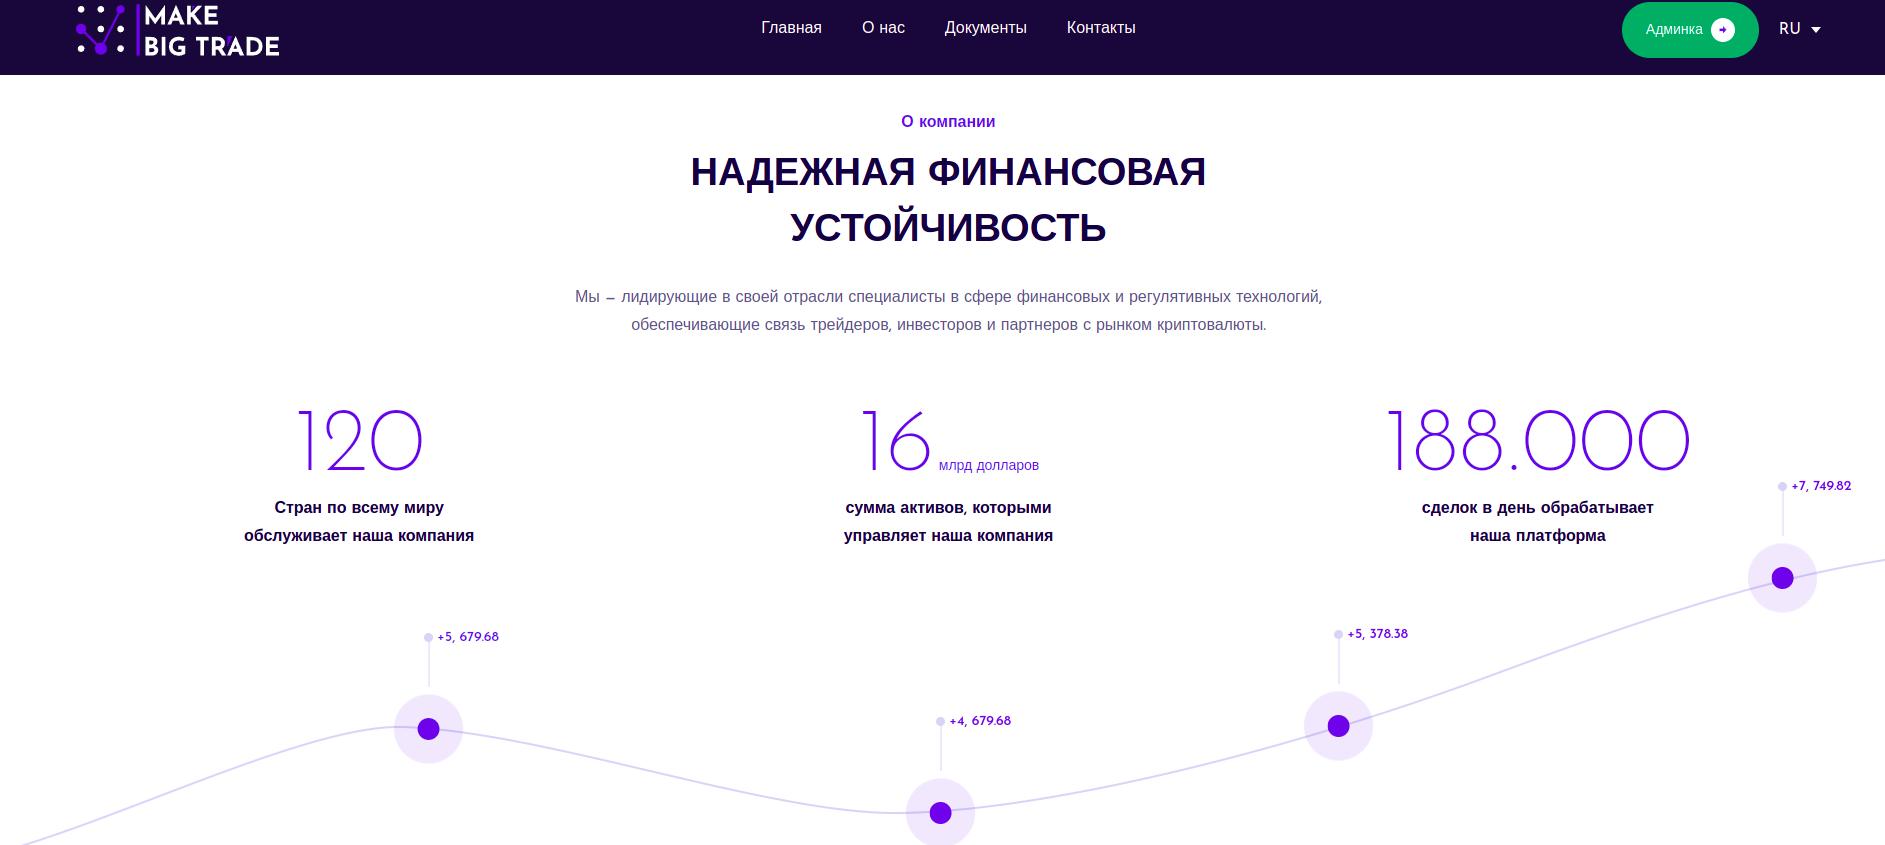 MAKE
BIG TRADE
Главная О нас Документы Контакты
Админка
RU
О компании
НАДЕЖНАЯ ФИНАНСОВАЯ
УСТОЙЧИВОСТЬ
Мы – лидирующие в своей отрасли специалисты в сфере финансовых и регулятивных технологий,
обеспечивающие связь трейдеров, инвесторов и партнеров с рынком криптовалюты.
120
Стран по всему миру
обслуживает наша компания
16 млрд долларов
сумма активов, которыми
управляет наша компания
188.000
сделок в день обрабатывает
наша платформа
+7, 749.82
+5, 679.68
+4, 679.68
+5, 378.38